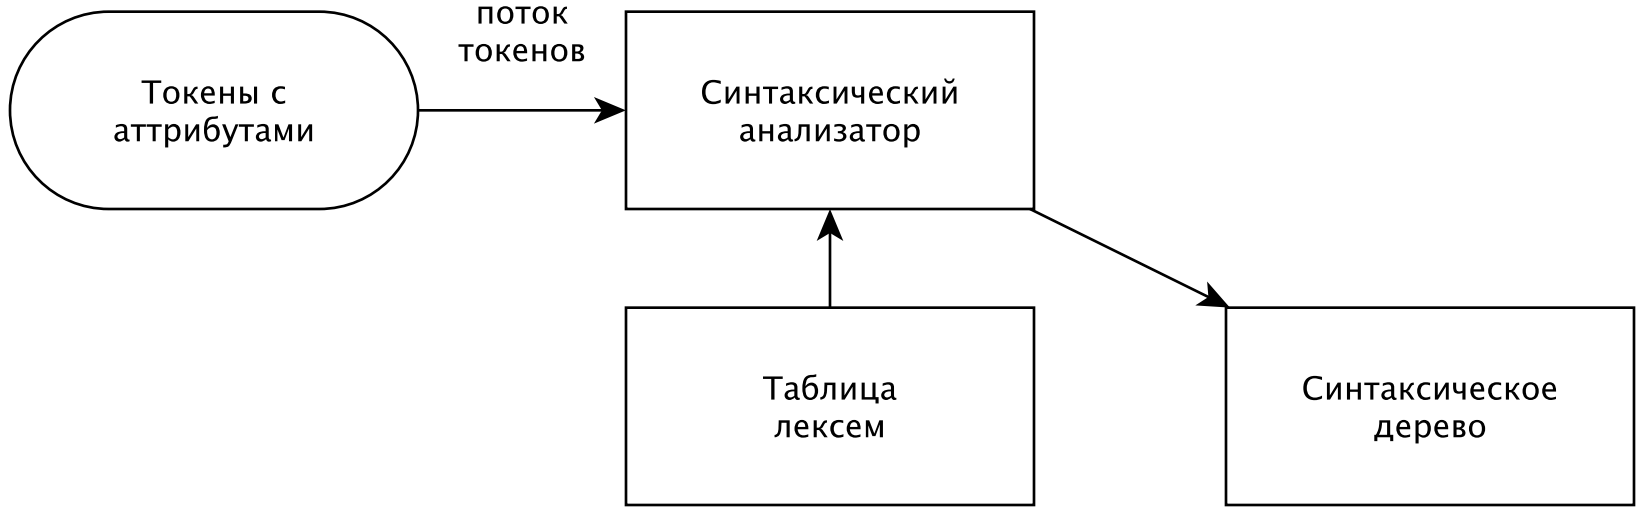 поток
токенов
Токены с
аттрибутами
Синтаксический
анализатор
Таблица
лексем
Синтаксическое
дерево